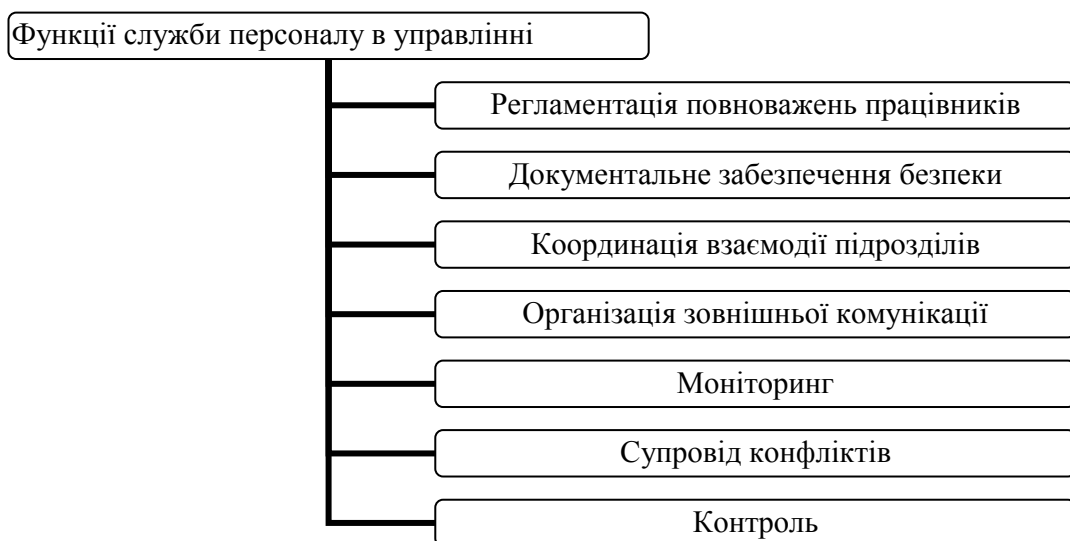 Функції служби персоналу в управлінні
Регламентація повноважень працівників
Документальне забезпечення безпеки
Координація взаємодії підрозділів
Організація зовнішньої комунікації
Моніторинг
Супровід конфліктів
Контроль